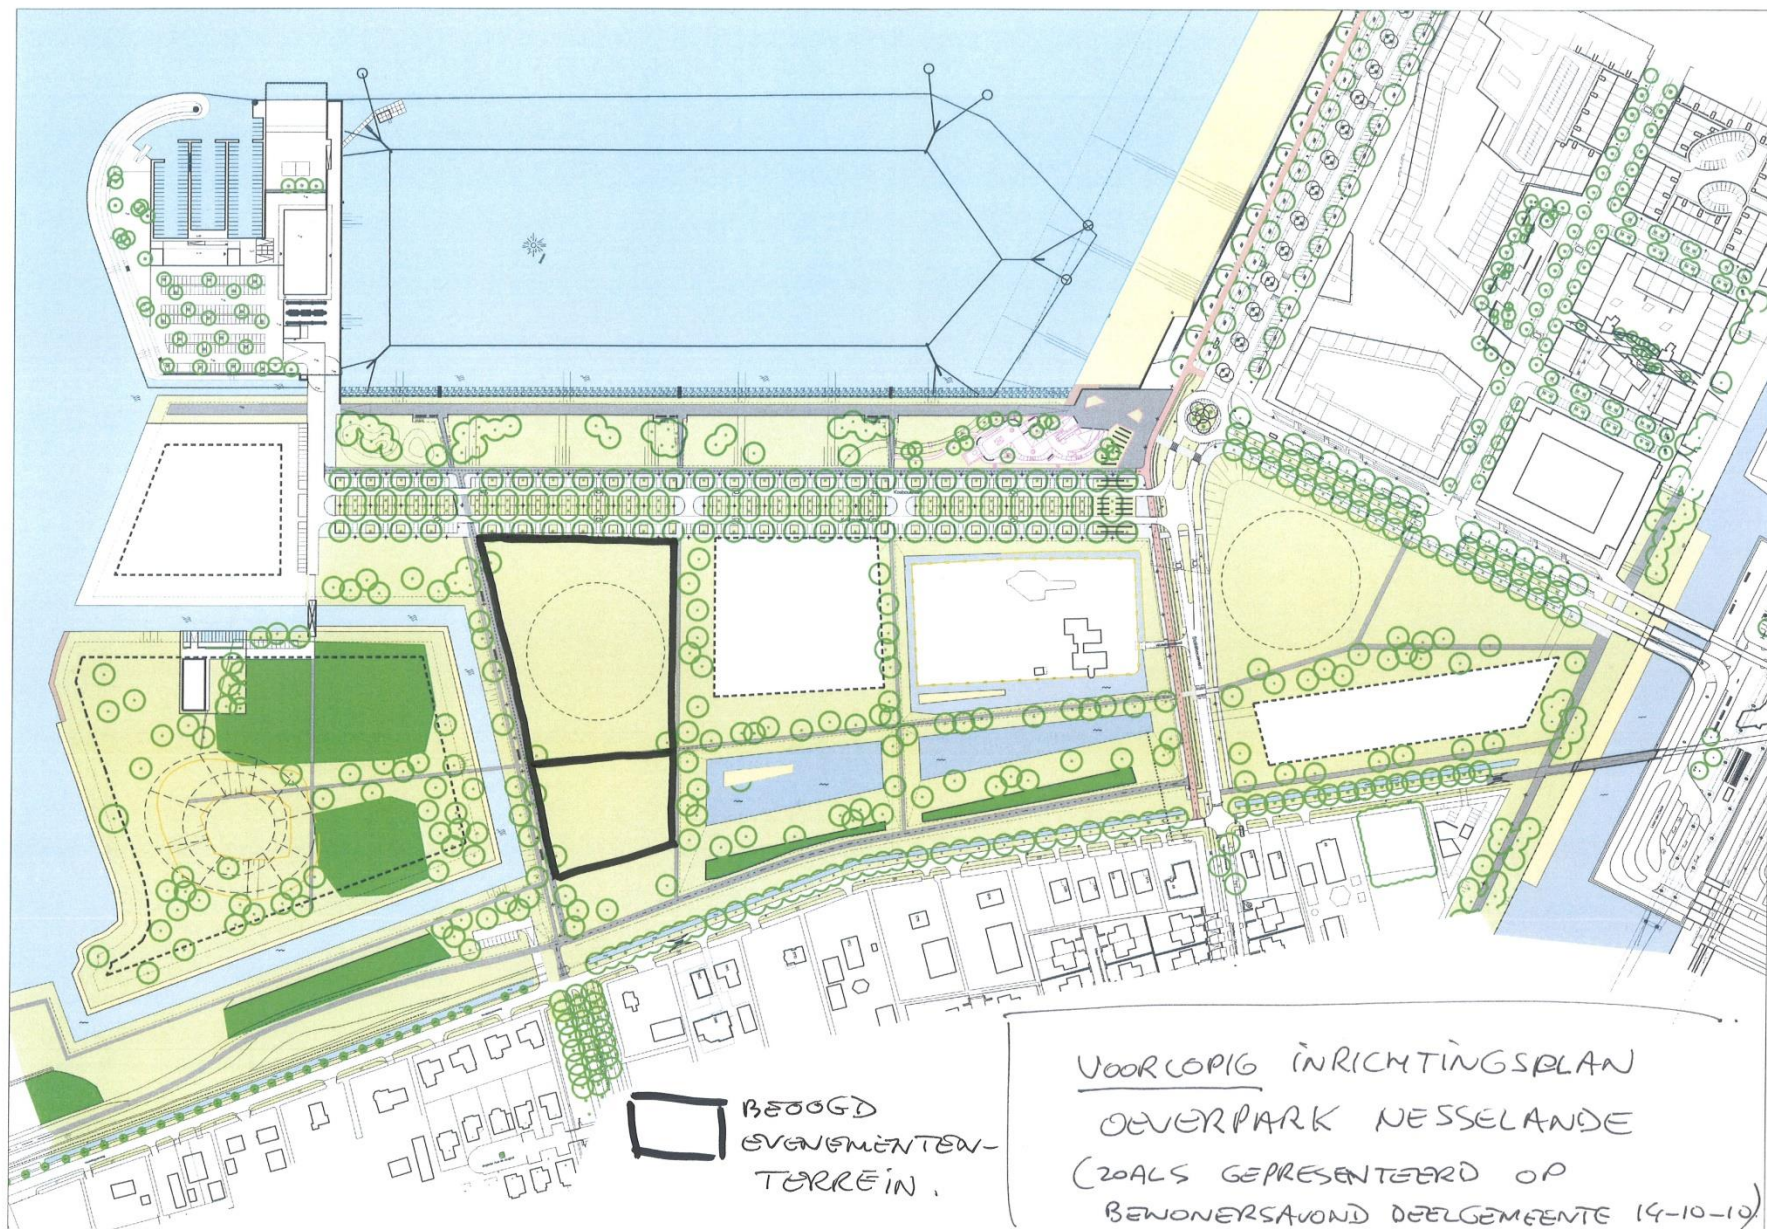 BEOOGD
EVENEMENTEN-
TERREIN.
VOORLOPIG INRICHTINGSPLAN
OEVERPARK NESSELANDE
(ZOALS GEPRESENTEERD OP
BEWONERSAVOND DEELGEMEENTE 14-10-10)